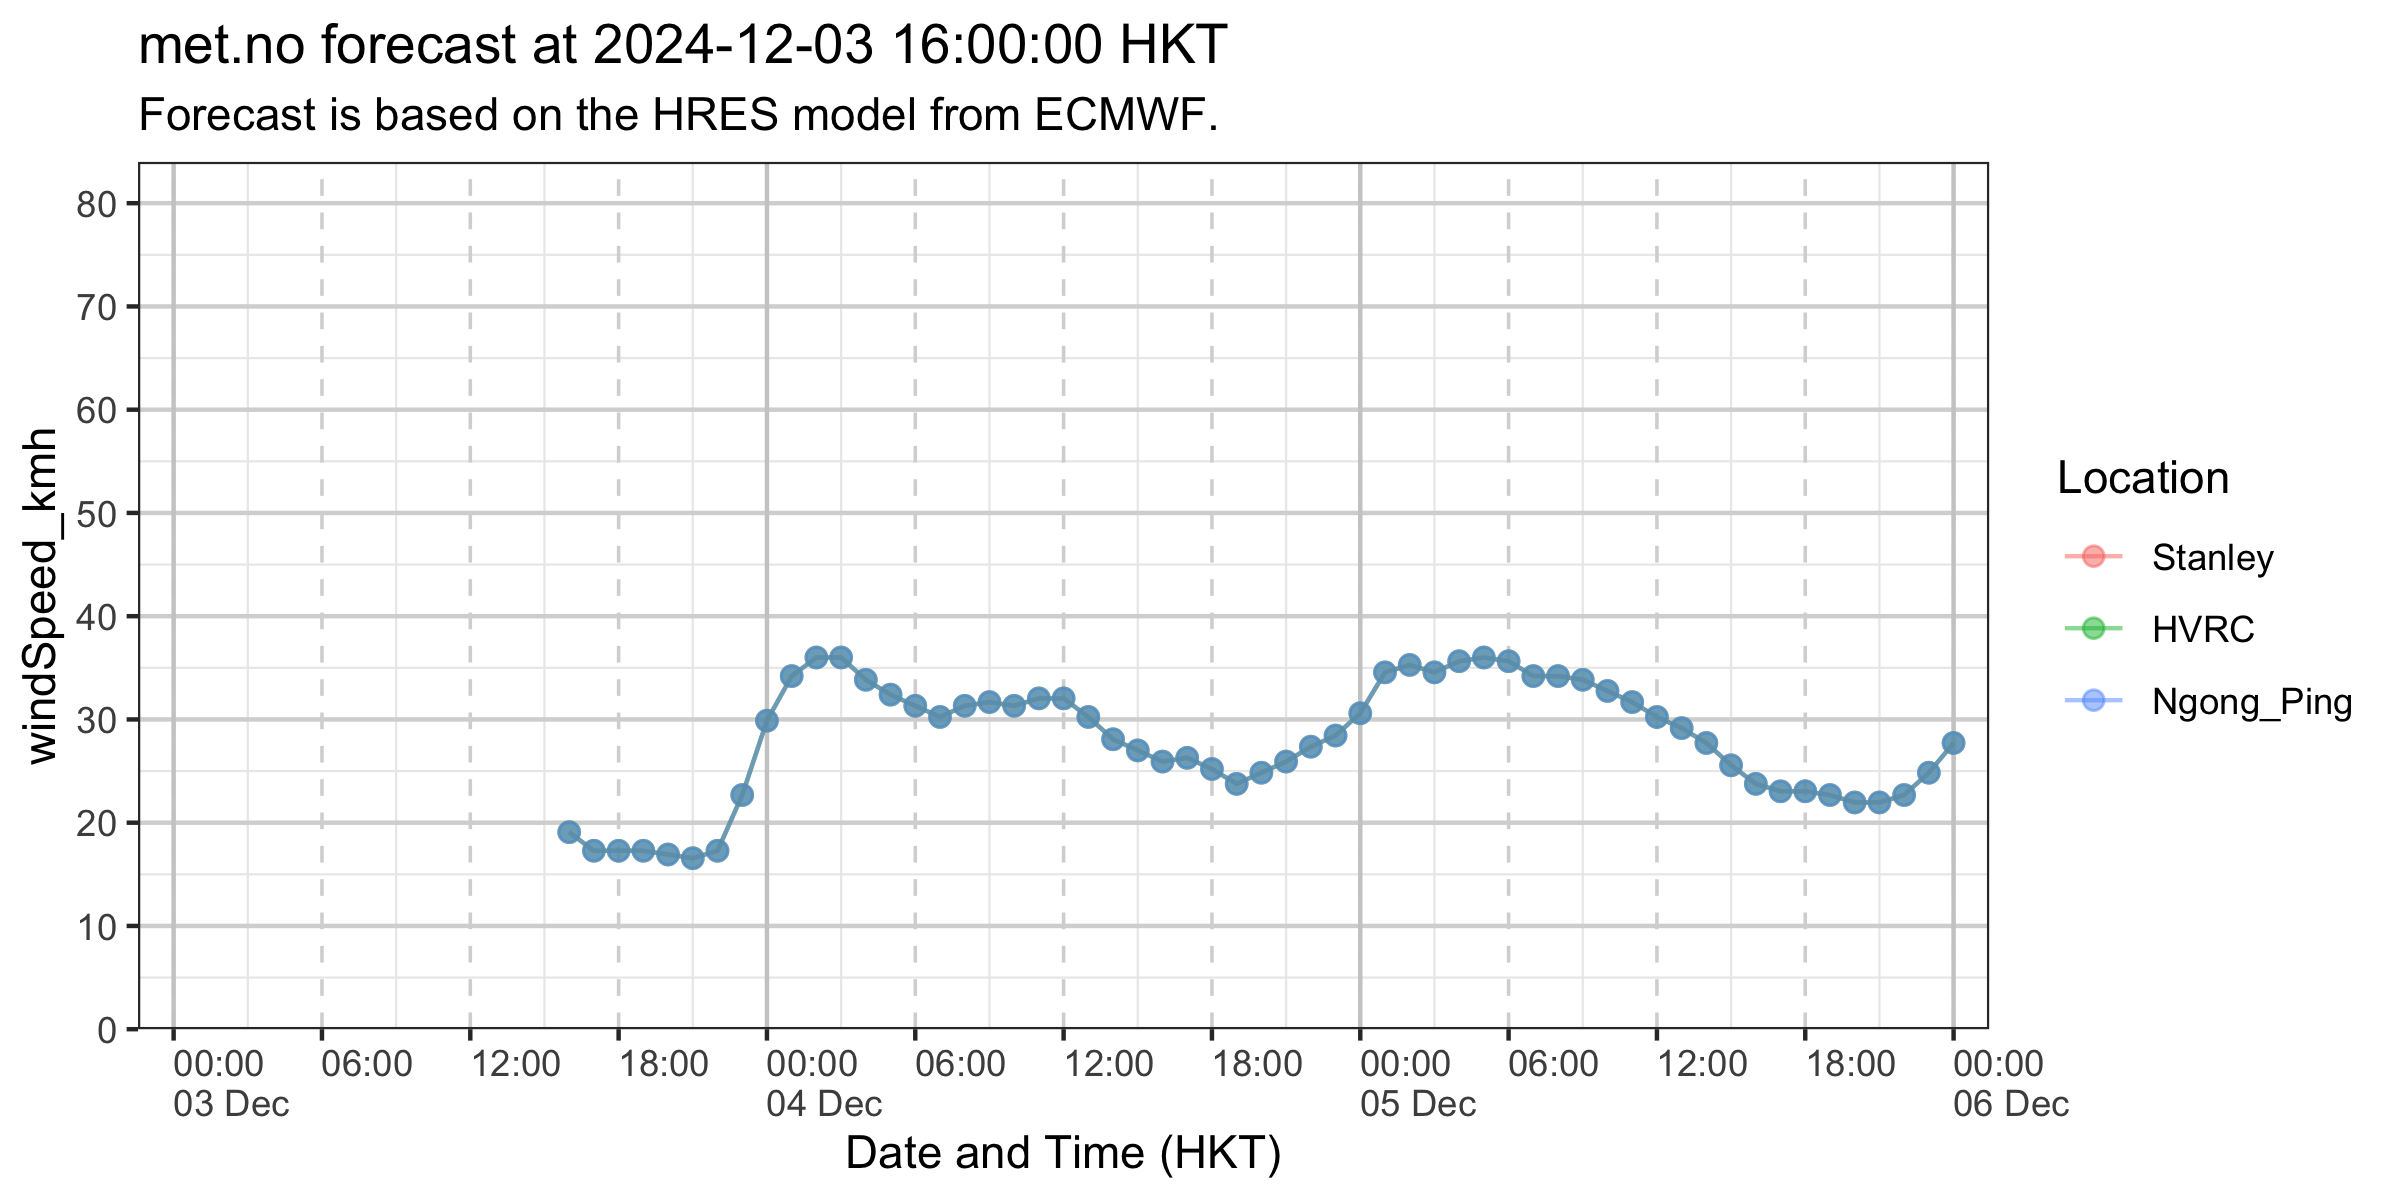 met.no forecast at 2024-12-03 16:00:00 HKT
Forecast is based on the HRES model from ECMWF.
windSpeed_kmh
80
70
60
50
40
30
20
10
0
00:00 06:00 12:00 18:00 00:00 06:00 12:00 18:00 00:00 06:00 12:00 18:00 00:00
03 Dec 04 Dec 05 Dec 06 Dec
Date and Time (HKT)
Location
Stanley
HVRC
Ngong_Ping